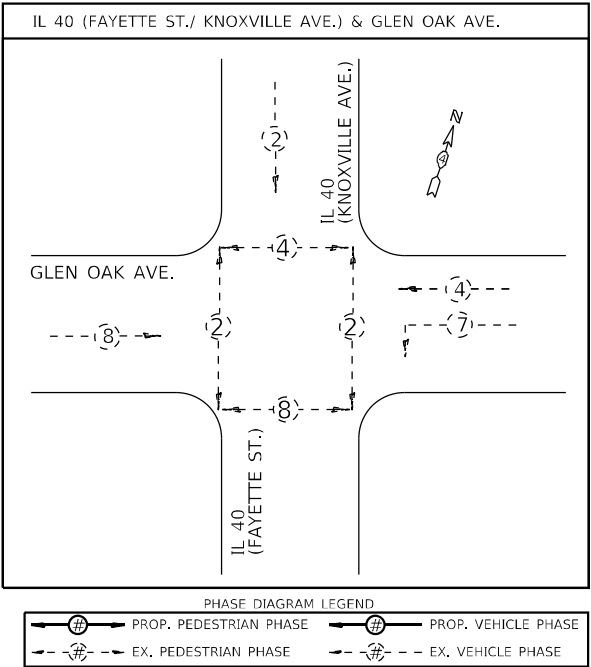 IL 40 (FAYETTE ST./ KNOXVILLE AVE.) & GLEN OAK AVE.
IL 40
(KNOXVILLE AVE.)
2
N
4
4
GLEN OAK AVE.
4
7
8
2
2
8
IL 40
(FAYETTE ST.)
PHASE DIAGRAM LEGEND
# PROP. PEDESTRIAN PHASE
# PROP. VEHICLE PHASE
# EX. PEDESTRIAN PHASE
# EX. VEHICLE PHASE